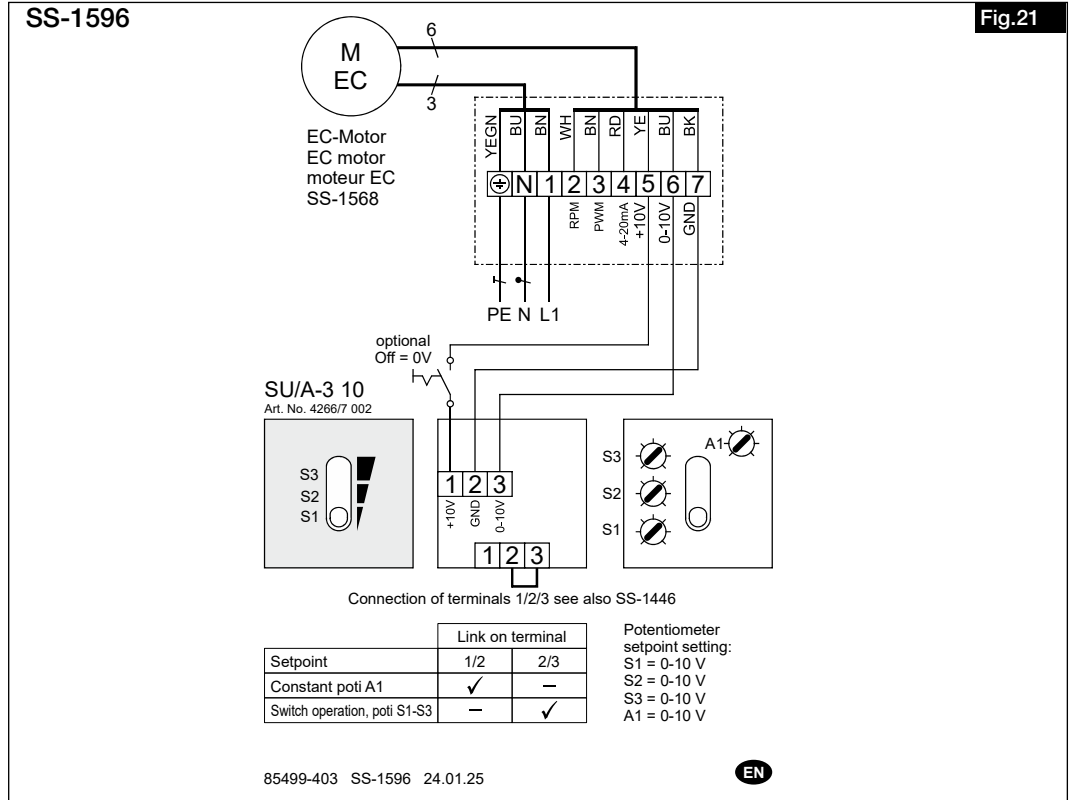 SS-1596
Fig.21
M
EC
6
3
EC-Motor
EC motor
moteur EC
SS-1568
YEGN BU BN WH BN RD YE BU BK
N 1 2 3 4 5 6 7
RPM PWM 4-20mA +10V 0-10V GND
PE N L1
optional
Off = 0V
SU/A-3 10
Art. No. 4266/7 002
S3
S2
S1
1 2 3
+10V GND 0-10V
1 2 3
A1
S3
S2
S1
Connection of terminals 1/2/3 see also SS-1446
Link on terminal
Setpoint 1/2 2/3
Constant poti A1 ✓ –
Switch operation, poti S1-S3 – ✓
Potentiometer
setpoint setting:
S1 = 0-10 V
S2 = 0-10 V
S3 = 0-10 V
A1 = 0-10 V
85499-403 SS-1596 24.01.25
EN